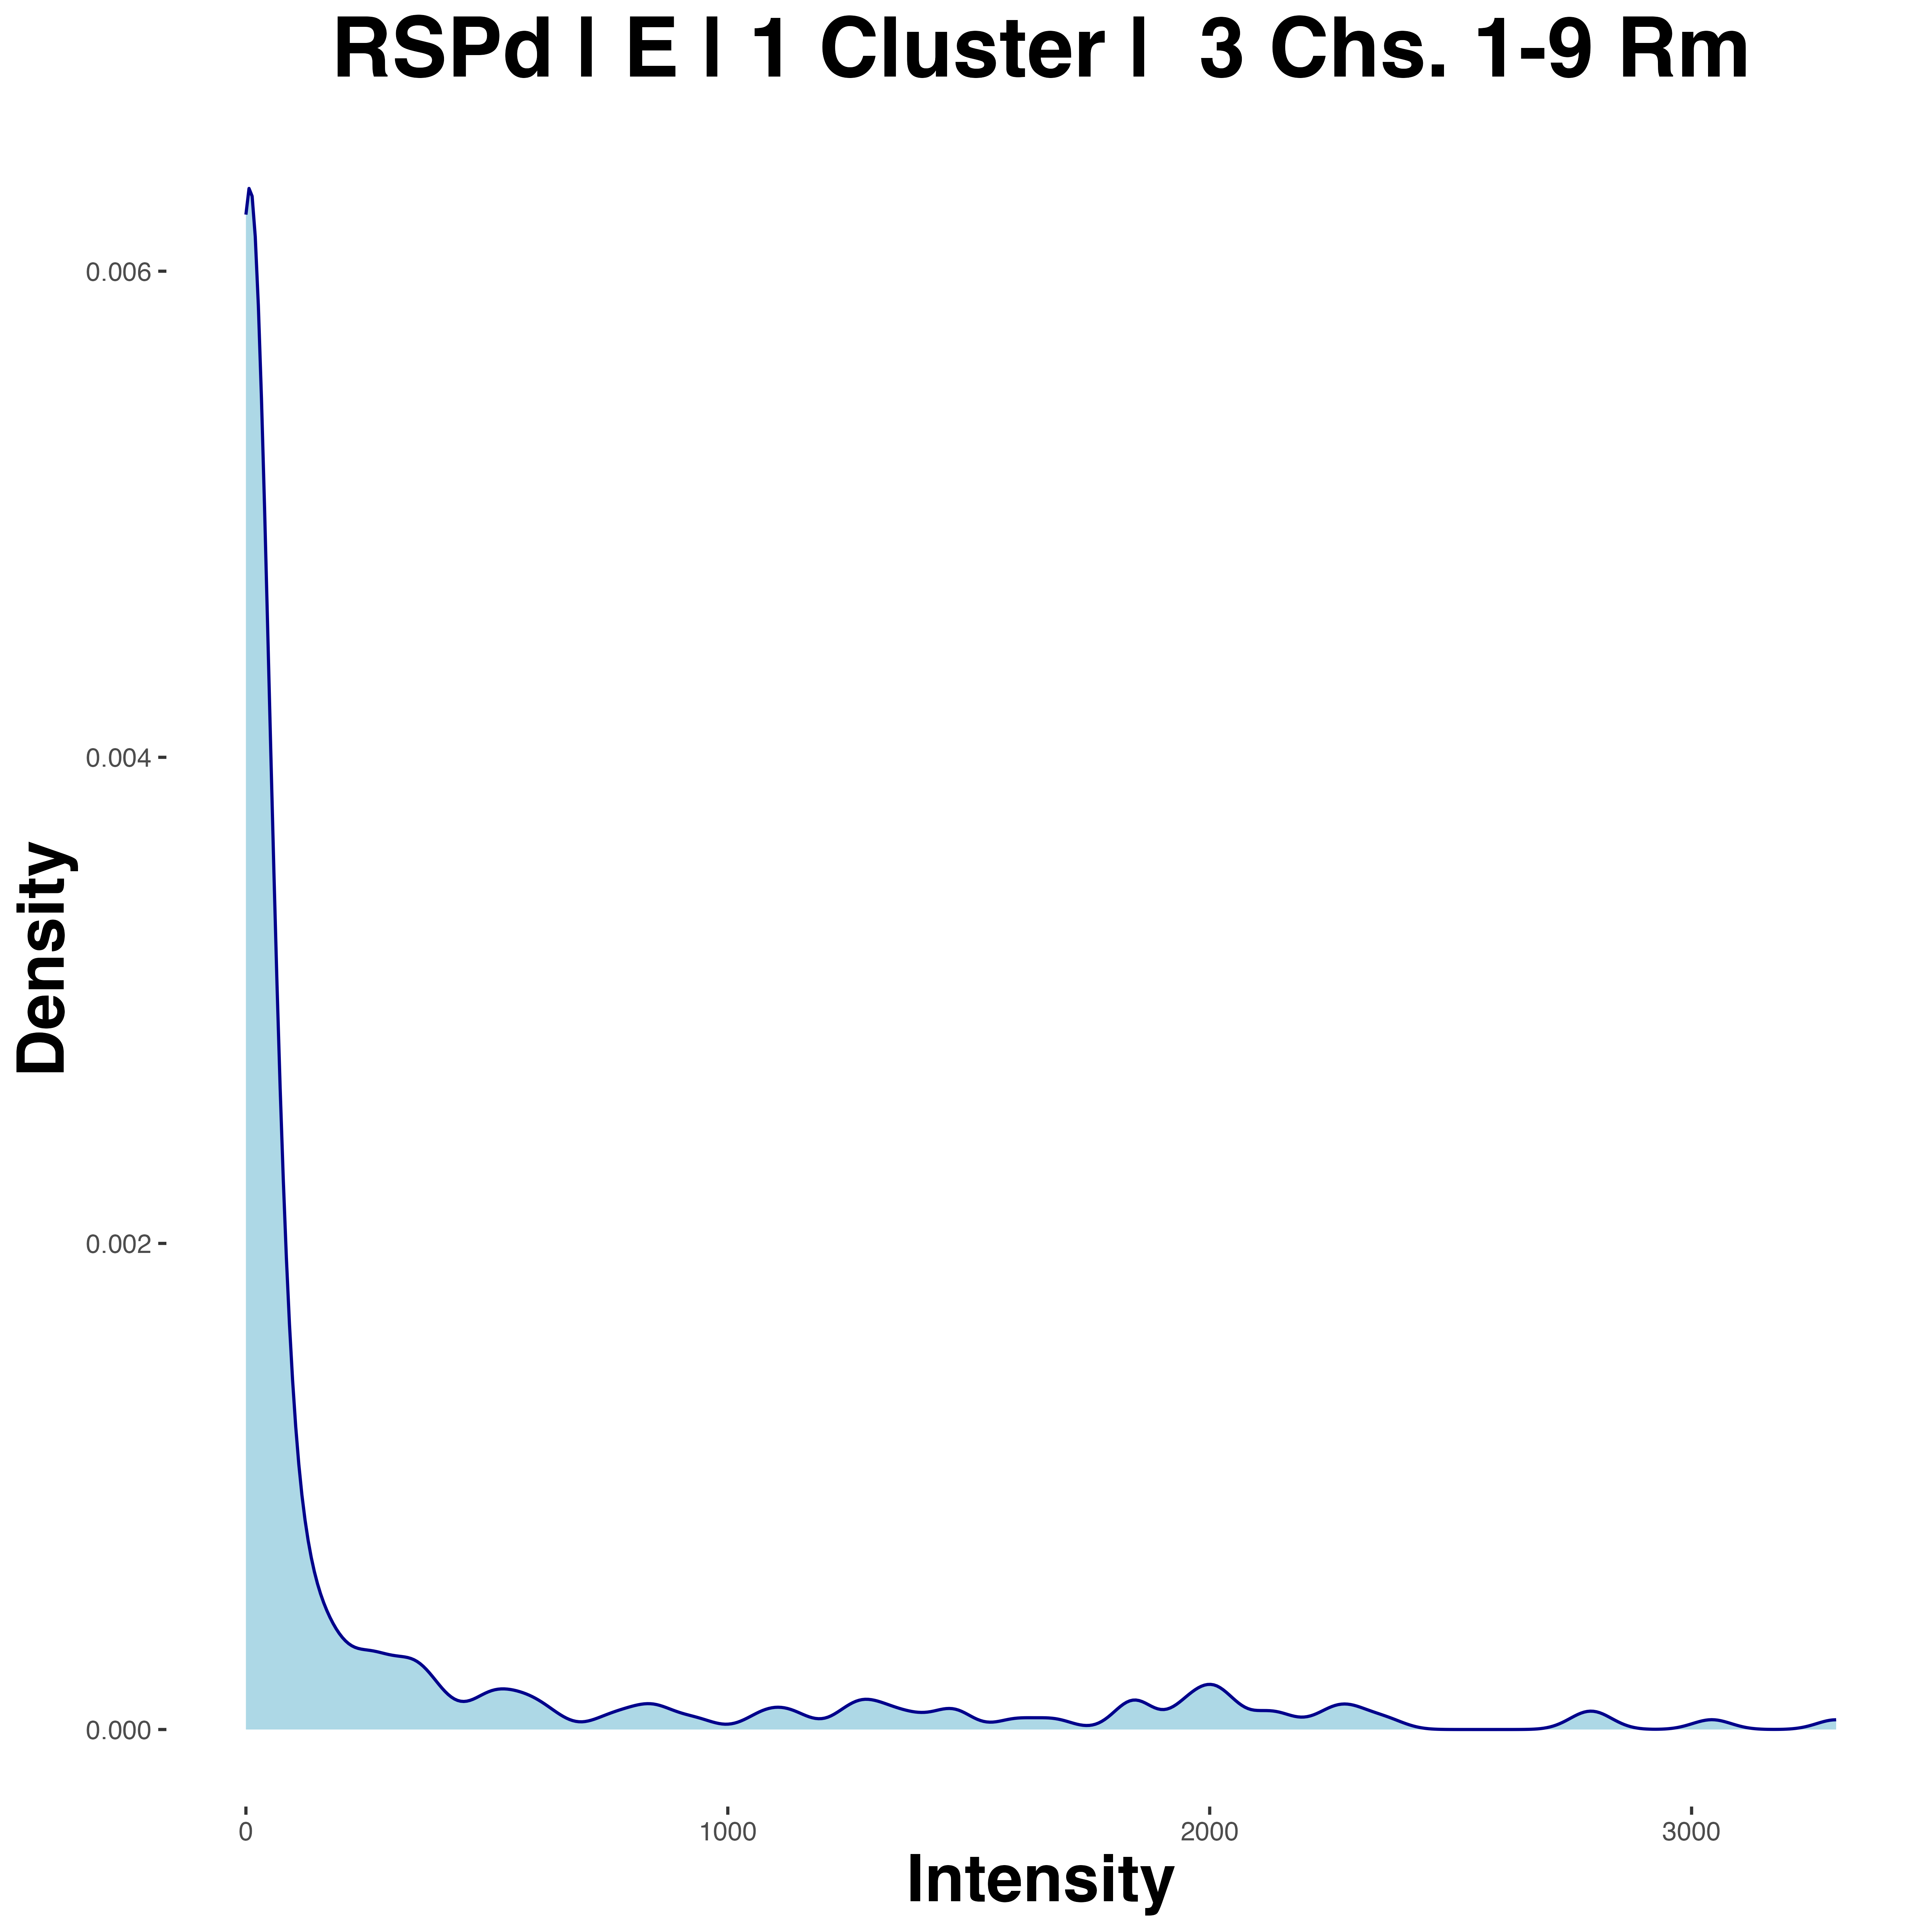 RSPd | E | 1 Cluster |  3 Chs. 1-9 Rm
0.006
0.004
0.002
0.000
Density
0 1000 2000 3000
Intensity